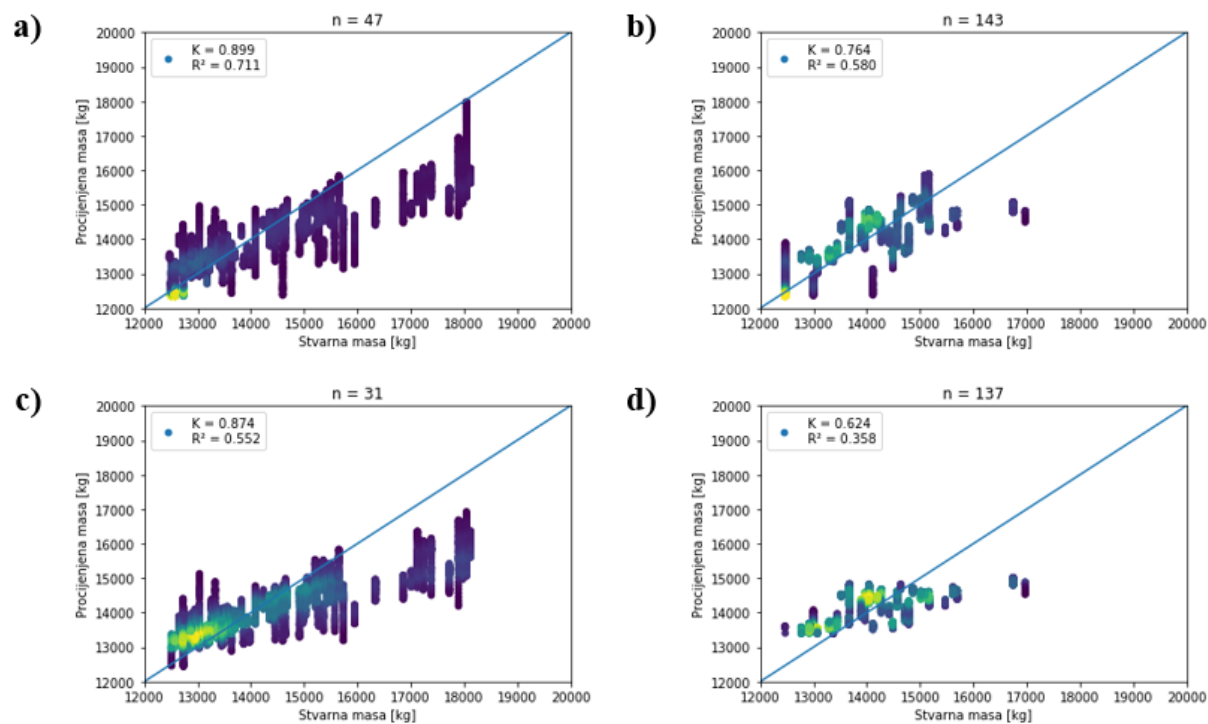 a)
n = 47
K = 0.899
R² = 0.711
Procijenjena masa [kg]
20000
19000
18000
17000
16000
15000
14000
13000
12000
12000 13000 14000 15000 16000 17000 18000 19000 20000
Stvarna masa [kg]
b)
n = 143
K = 0.764
R² = 0.580
Procijenjena masa [kg]
20000
19000
18000
17000
16000
15000
14000
13000
12000
12000 13000 14000 15000 16000 17000 18000 19000 20000
Stvarna masa [kg]
c)
n = 31
K = 0.874
R² = 0.552
Procijenjena masa [kg]
20000
19000
18000
17000
16000
15000
14000
13000
12000
12000 13000 14000 15000 16000 17000 18000 19000 20000
Stvarna masa [kg]
d)
n = 137
K = 0.624
R² = 0.358
Procijenjena masa [kg]
20000
19000
18000
17000
16000
15000
14000
13000
12000
12000 13000 14000 15000 16000 17000 18000 19000 20000
Stvarna masa [kg]